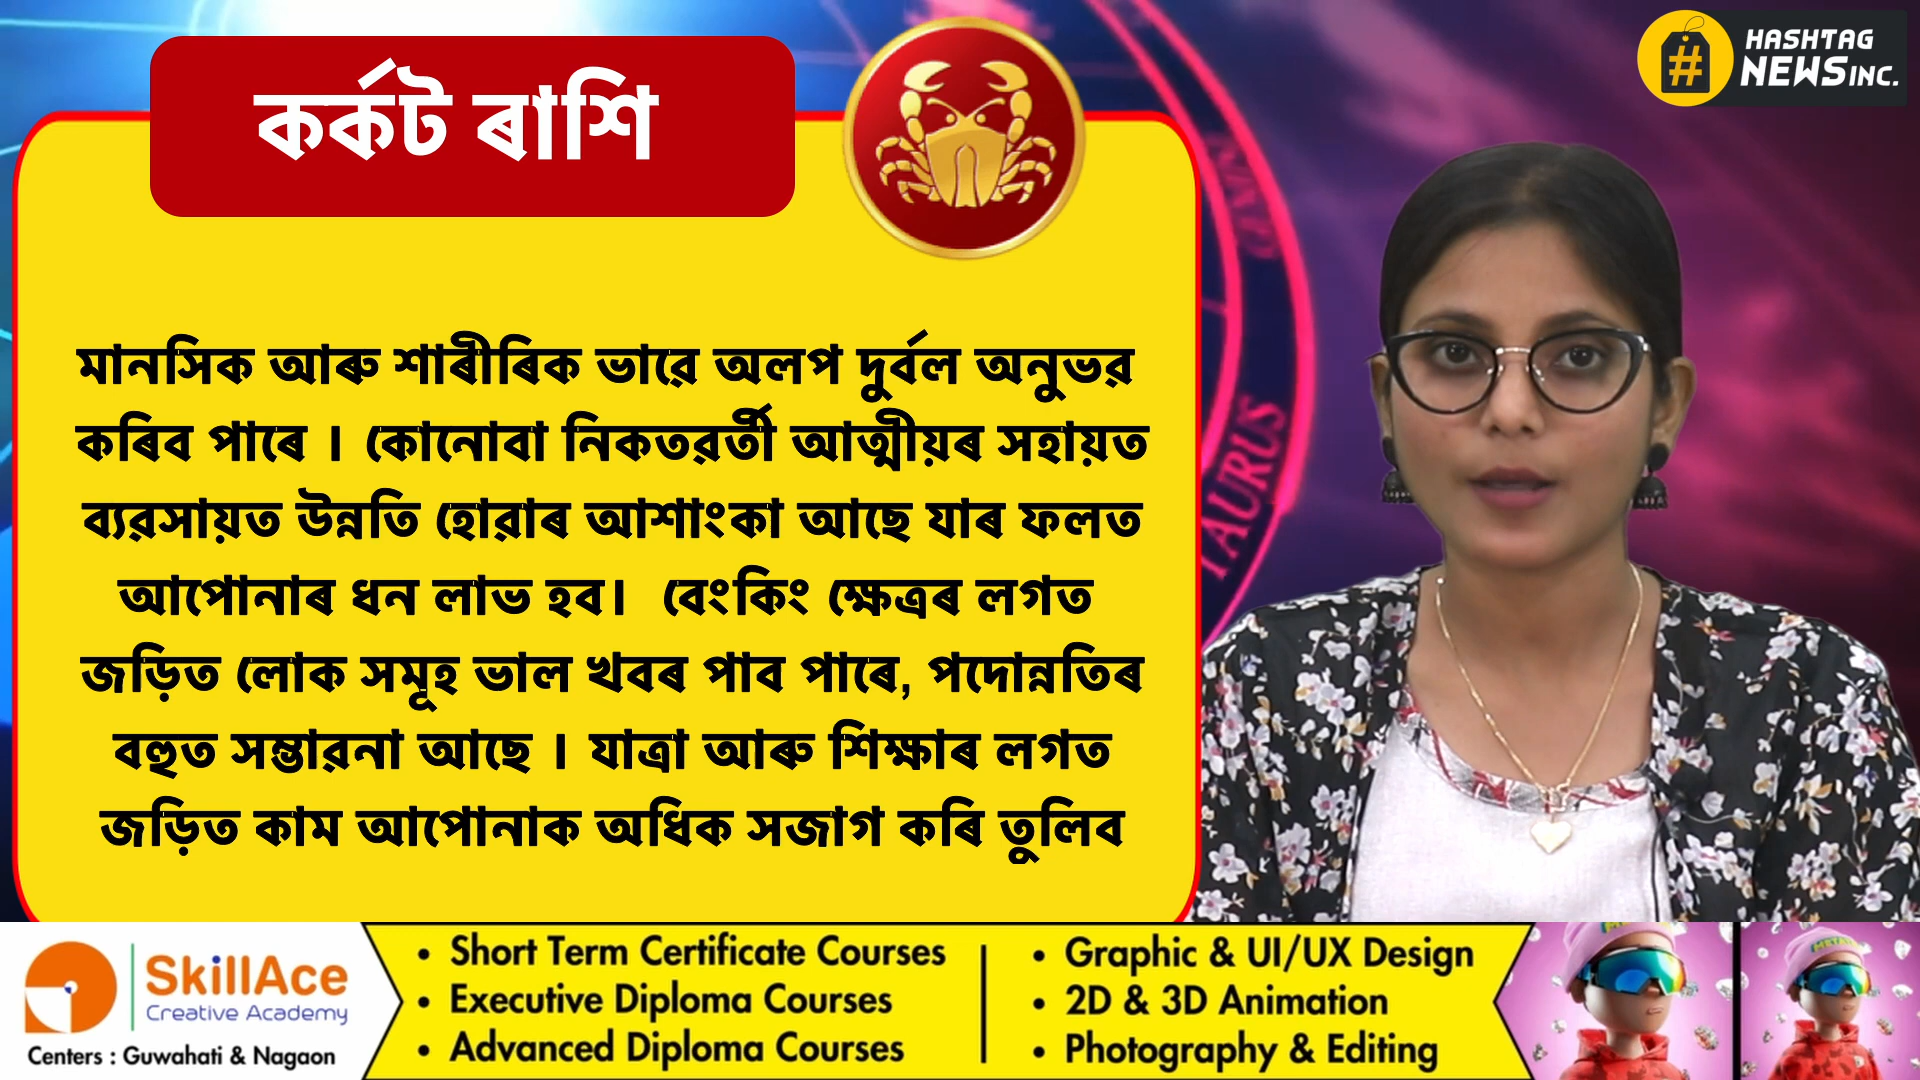 কৰ্কট ৰাশি
HASHTAG
NEWS INC.
মানসিক আৰু শাৰীৰিক ভাৱে অলপ দুৰ্বল অনুভৱ
কৰিব পাৰে । কোনোবা নিকতৱৰ্তী আত্মীয়ৰ সহায়ত
ব্যৱসায়ত উন্নতি হোৱাৰ আশাংকা আছে যাৰ ফলত
আপোনাৰ ধন লাভ হব। বেংকিং ক্ষেত্ৰৰ লগত
জড়িত লোক সমূহ ভাল খবৰ পাব পাৰে, পদোন্নতিৰ
বহুত সম্ভাৱনা আছে । যাত্ৰা আৰু শিক্ষাৰ লগত
জড়িত কাম আপোনাক অধিক সজাগ কৰি তুলিব
TAURUS
SkillAce
Creative Academy
Centers : Guwahati & Nagaon
• Short Term Certificate Courses
• Executive Diploma Courses
• Advanced Diploma Courses
• Graphic & UI/UX Design
• 2D & 3D Animation
• Photography & Editing